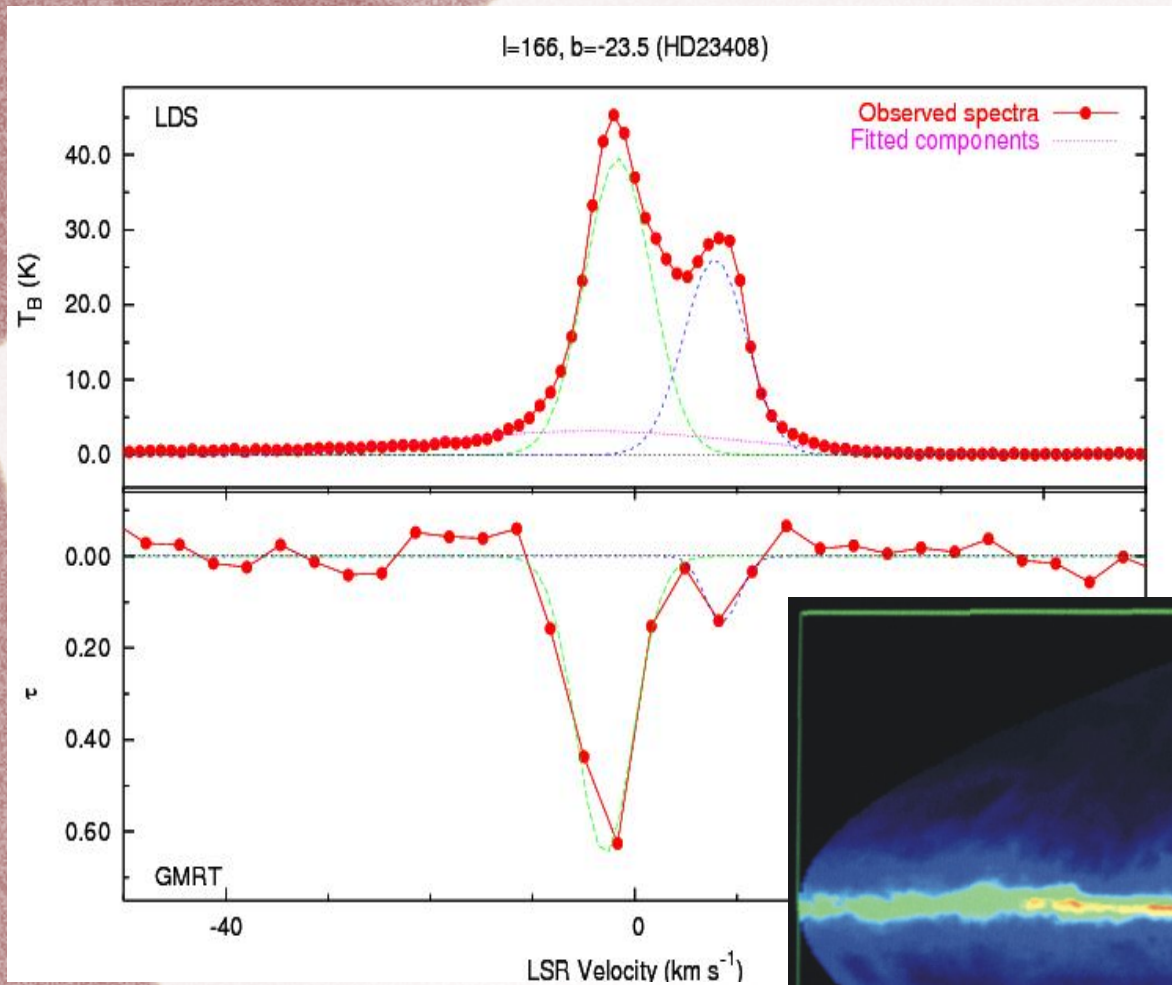 l=166, b=-23.5 (HD23408)
LDS
Observed spectra
Fitted components
40.0
30.0
20.0
10.0
0.0
T_B (K)
0.00
0.20
0.40
0.60
τ
GMRT
-40
0
LSR Velocity (km s⁻¹)